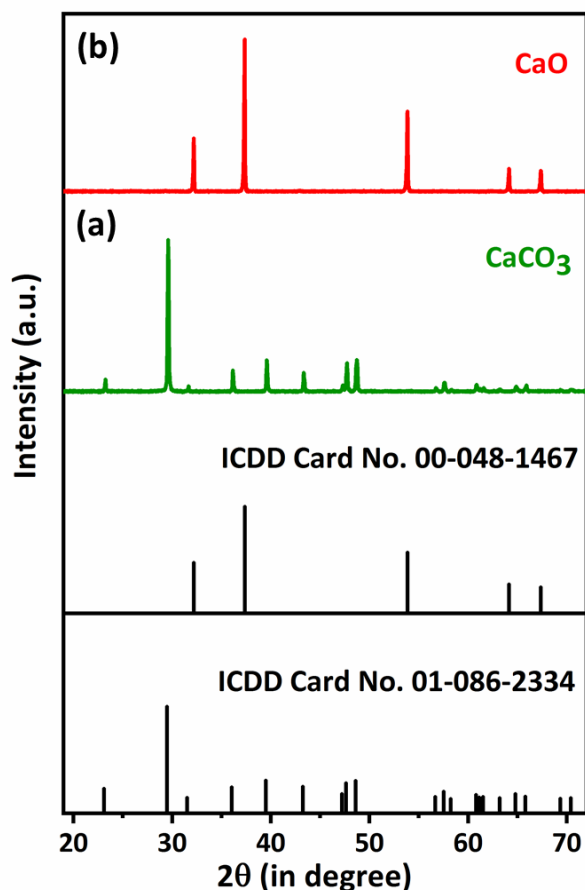 (b)
CaO
(a)
CaCO3
ICDD Card No. 00-048-1467
ICDD Card No. 01-086-2334
Intensity (a.u.)
20 30 40 50 60 70
2θ (in degree)